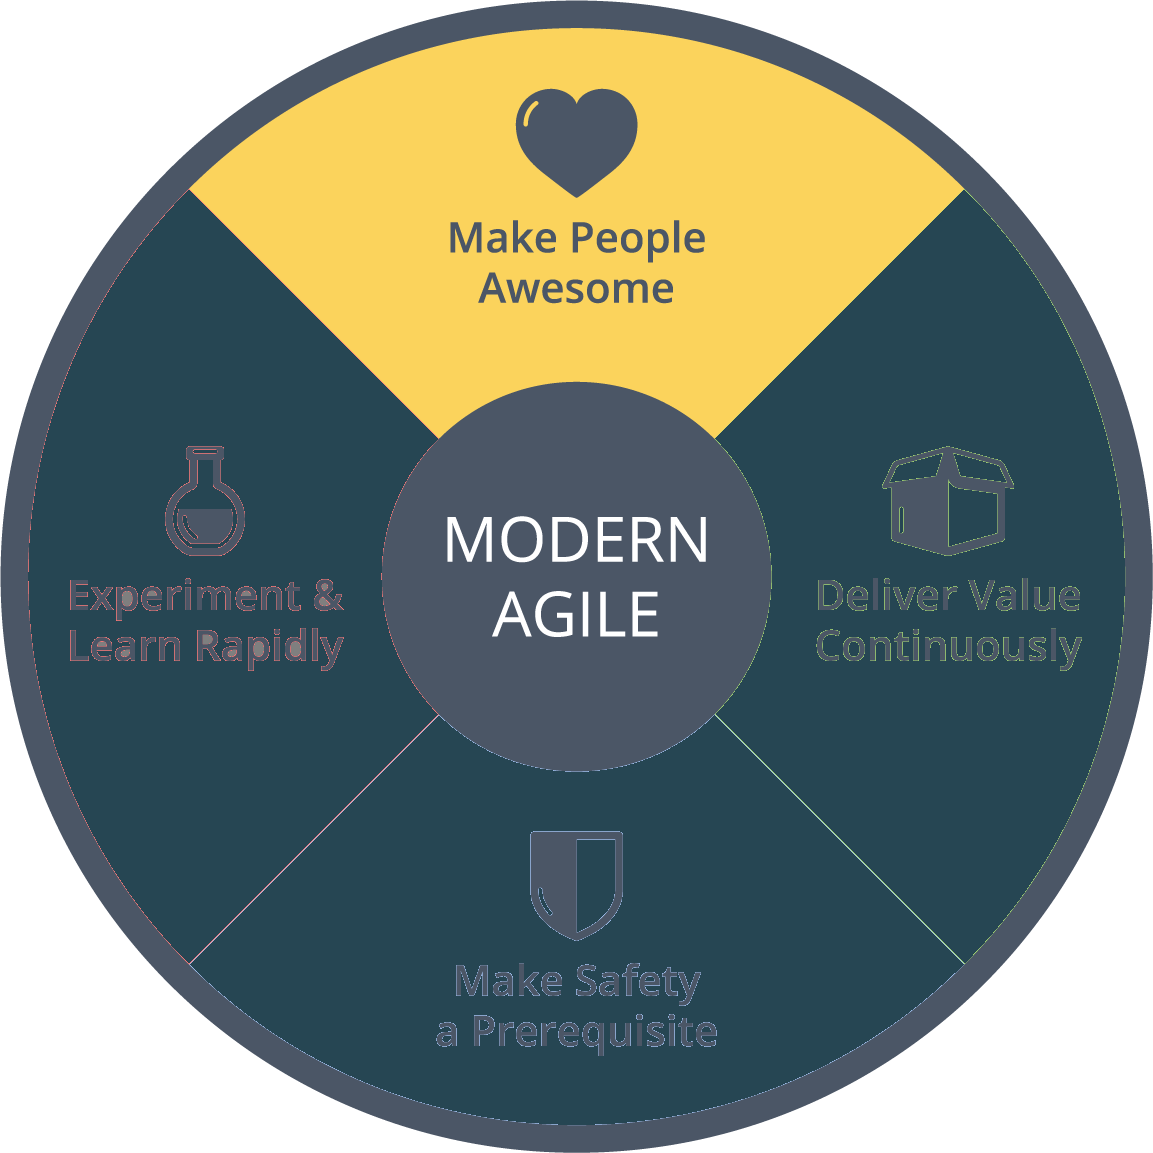 Make People
Awesome
MODERN
AGILE
Experiment &
Learn Rapidly
Deliver Value
Continuously
Make Safety
a Prerequisite